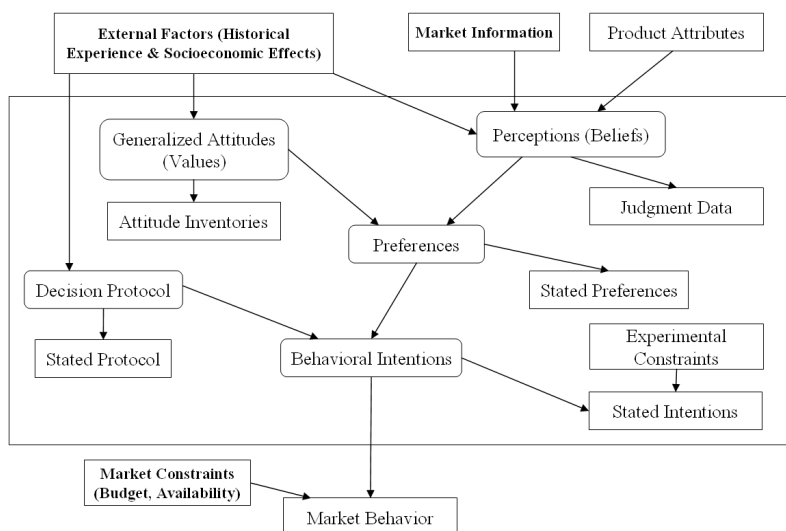 External Factors (Historical
Experience & Socioeconomic Effects)
Market Information
Product Attributes
Generalized Attitudes
(Values)
Perceptions (Beliefs)
Attitude Inventories
Judgment Data
Preferences
Decision Protocol
Stated Preferences
Stated Protocol
Behavioral Intentions
Experimental
Constraints
Stated Intentions
Market Constraints
(Budget, Availability)
Market Behavior